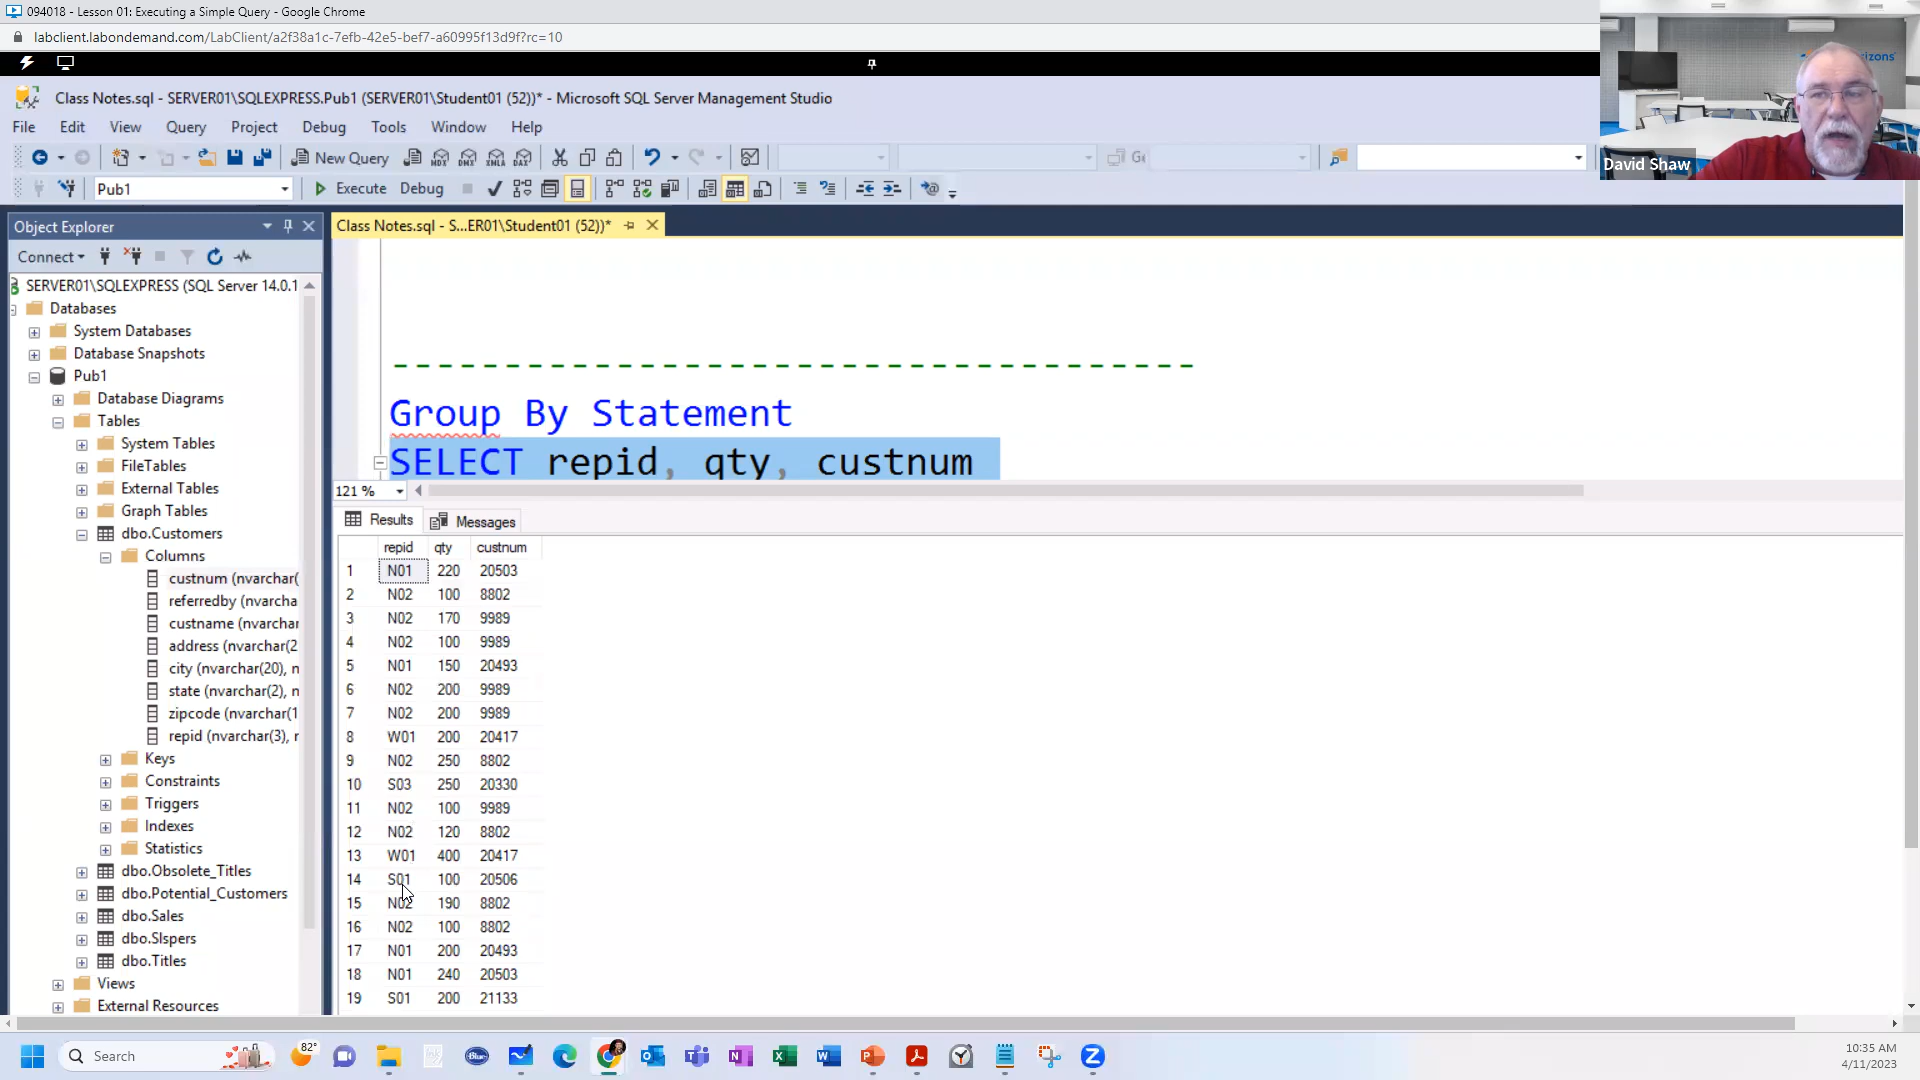 094018 - Lesson 01: Executing a Simple Query - Google Chrome
labclient.labondemand.com/LabClient/a2f38a1c-7efb-42e5-bef7-a60995f13d9f?rc=10
Class Notes.sql - SERVER01\SQLEXPRESS.Pub1 (SERVER01\Student01 (52))* - Microsoft SQL Server Management Studio
File Edit View Query Project Debug Tools Window Help
New Query
Pub1 Execute Debug
David Shaw
Object Explorer
Connect
SERVER01\SQLEXPRESS (SQL Server 14.0.1
Databases
System Databases
Database Snapshots
Pub1
Database Diagrams
Tables
System Tables
FileTables
External Tables
Graph Tables
dbo.Customers
Columns
custnum (nvarchar(
referredby (nvarcha
custname (nvarchar
address (nvarchar(2
city (nvarchar(20), n
state (nvarchar(2), n
zipcode (nvarchar(1
repid (nvarchar(3), r
Keys
Constraints
Triggers
Indexes
Statistics
dbo.Obsolete_Titles
dbo.Potential_Customers
dbo.Sales
dbo.Slspers
dbo.Titles
Views
External Resources
Class Notes.sql - S...ER01\Student01 (52))*
----------------------------------
Group By Statement
SELECT repid, qty, custnum
121 %
Results Messages
repid qty custnum
1 N01 220 20503
2 N02 100 8802
3 N02 170 9989
4 N02 100 9989
5 N01 150 20493
6 N02 200 9989
7 N02 200 9989
8 W01 200 20417
9 N02 250 8802
10 S03 250 20330
11 N02 100 9989
12 N02 120 8802
13 W01 400 20417
14 S01 100 20506
15 N02 190 8802
16 N02 100 8802
17 N01 200 20493
18 N01 240 20503
19 S01 200 21133
Search
82°
10:35 AM
4/11/2023